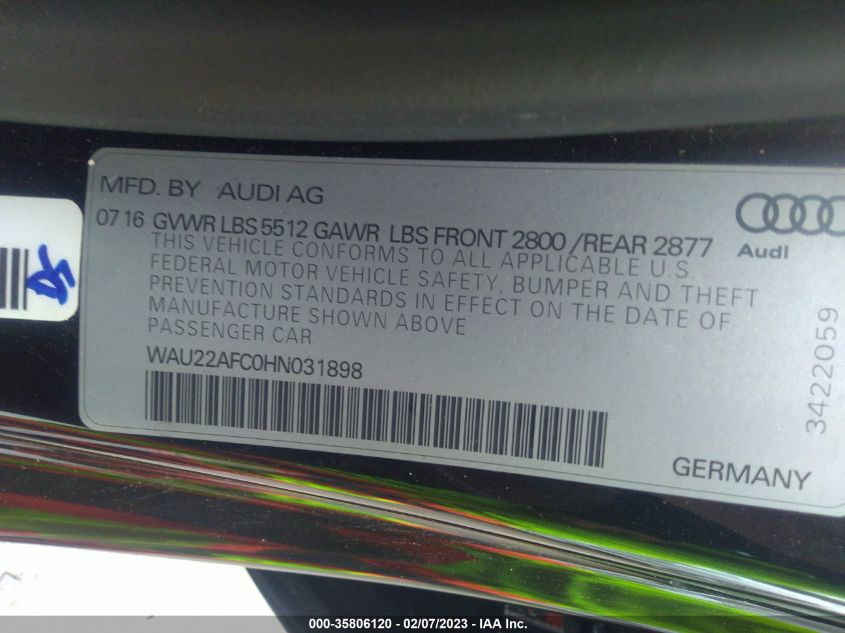 MFD. BY AUDI AG
07 16 GVWR LBS 5512 GAWR LBS FRONT 2800 /REAR 2877
THIS VEHICLE CONFORMS TO ALL APPLICABLE U.S.
FEDERAL MOTOR VEHICLE SAFETY, BUMPER AND THEFT
PREVENTION STANDARDS IN EFFECT ON THE DATE OF
MANUFACTURE SHOWN ABOVE
PASSENGER CAR
WAU22AFC0HN031898
Audi
3422059
GERMANY
000-35806120 - 02/07/2023 - IAA Inc.